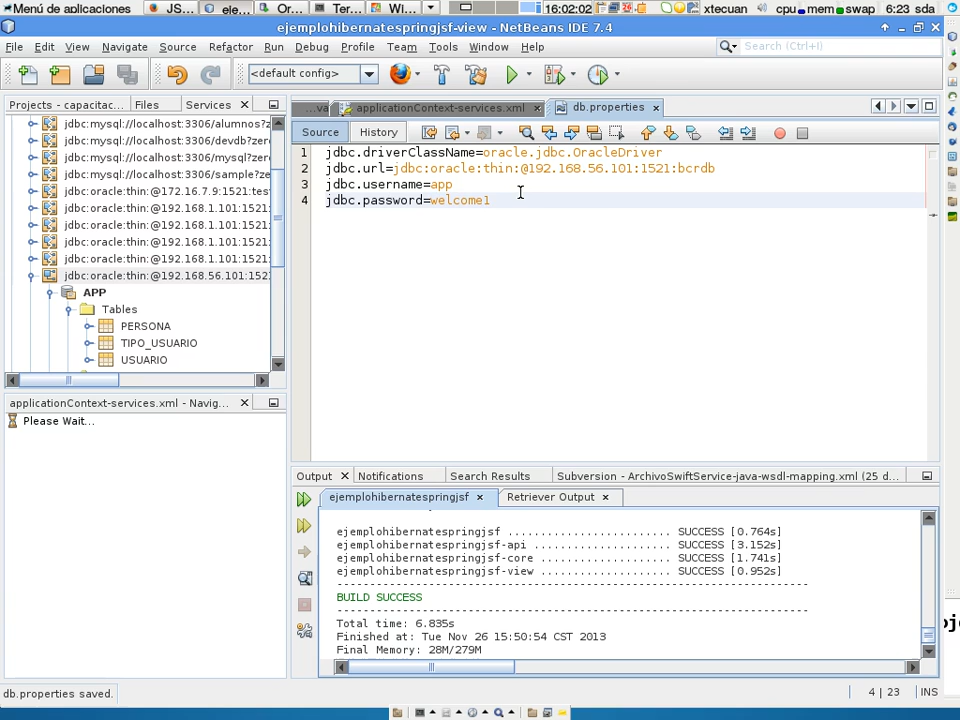 Menú de aplicaciones
JS...
ele...
Or...
Ter...
Wi...
16:02:02
xtecuan
cpu
mem
swap
6:23 sda
ejemplohibernatespringjsf-view - NetBeans IDE 7.4
File Edit View Navigate Source Refactor Run Debug Profile Team Tools Window Help
Search (Ctrl+I)
<default config>
Projects - capacitac...
Files
Services
...va
applicationContext-services.xml
db.properties
Source
History
jdbc:mysql://localhost:3306/alumnos?z
jdbc:mysql://localhost:3306/devdb?zer
jdbc:mysql://localhost:3306/mysql?zer
jdbc:mysql://localhost:3306/sample?ze
jdbc:oracle:thin:@172.16.7.9:1521:tes
jdbc:oracle:thin:@192.168.1.101:1521:
jdbc:oracle:thin:@192.168.1.101:1521:
jdbc:oracle:thin:@192.168.1.101:1521:
jdbc:oracle:thin:@192.168.1.101:1521:
jdbc:oracle:thin:@192.168.56.101:1521
APP
Tables
PERSONA
TIPO_USUARIO
USUARIO
1 jdbc.driverClassName=oracle.jdbc.OracleDriver
2 jdbc.url=jdbc:oracle:thin:@192.168.56.101:1521:bcrdb
3 jdbc.username=app
4 jdbc.password=welcome1
applicationContext-services.xml - Navig...
Please Wait...
Output
Notifications
Search Results
Subversion - ArchivoSwiftService-java-wsdl-mapping.xml (25 d...
ejemplohibernatespringjsf
Retriever Output
ejemplohibernatespringjsf ........................ SUCCESS [0.764s]
ejemplohibernatespringjsf-api .................... SUCCESS [3.152s]
ejemplohibernatespringjsf-core ................... SUCCESS [1.741s]
ejemplohibernatespringjsf-view ................... SUCCESS [0.952s]
------------------------------------------------------------------------
BUILD SUCCESS
------------------------------------------------------------------------
Total time: 6.835s
Finished at: Tue Nov 26 15:50:54 CST 2013
Final Memory: 28M/279M
db.properties saved.
4 | 23
INS